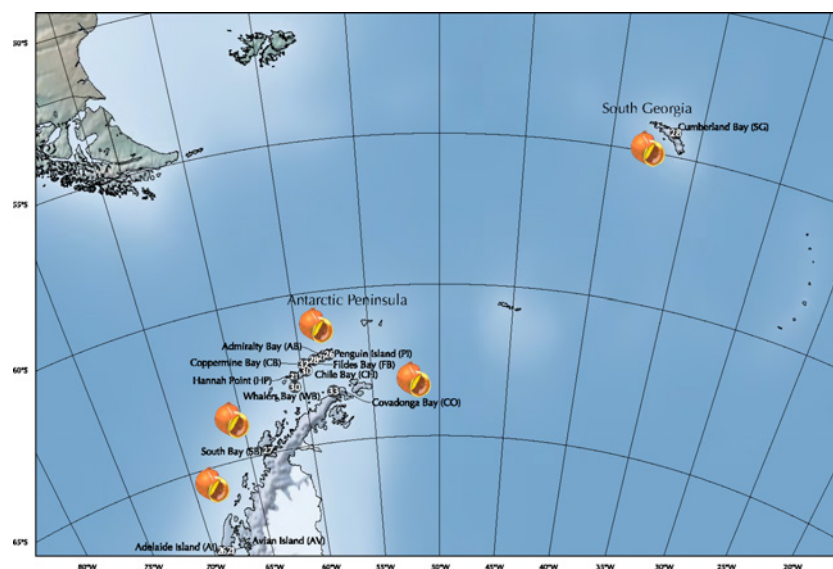 50°S
South Georgia
Cumberland Bay (SG)
55°S
Antarctic Peninsula
Admiralty Bay (AB)
Penguin Island (PI)
Coppermine Bay (CB)
Fildes Bay (FB)
Chile Bay (CH)
Hannah Point (HP)
30
Whalers Bay (WB)
33
Covadonga Bay (CO)
60°S
South Bay (SB)
Adelaide Island (AI)
Avian Island (AV)
65°S
80°W
75°W
70°W
65°W
60°W
55°W
50°W
45°W
40°W
35°W
30°W
25°W
20°W